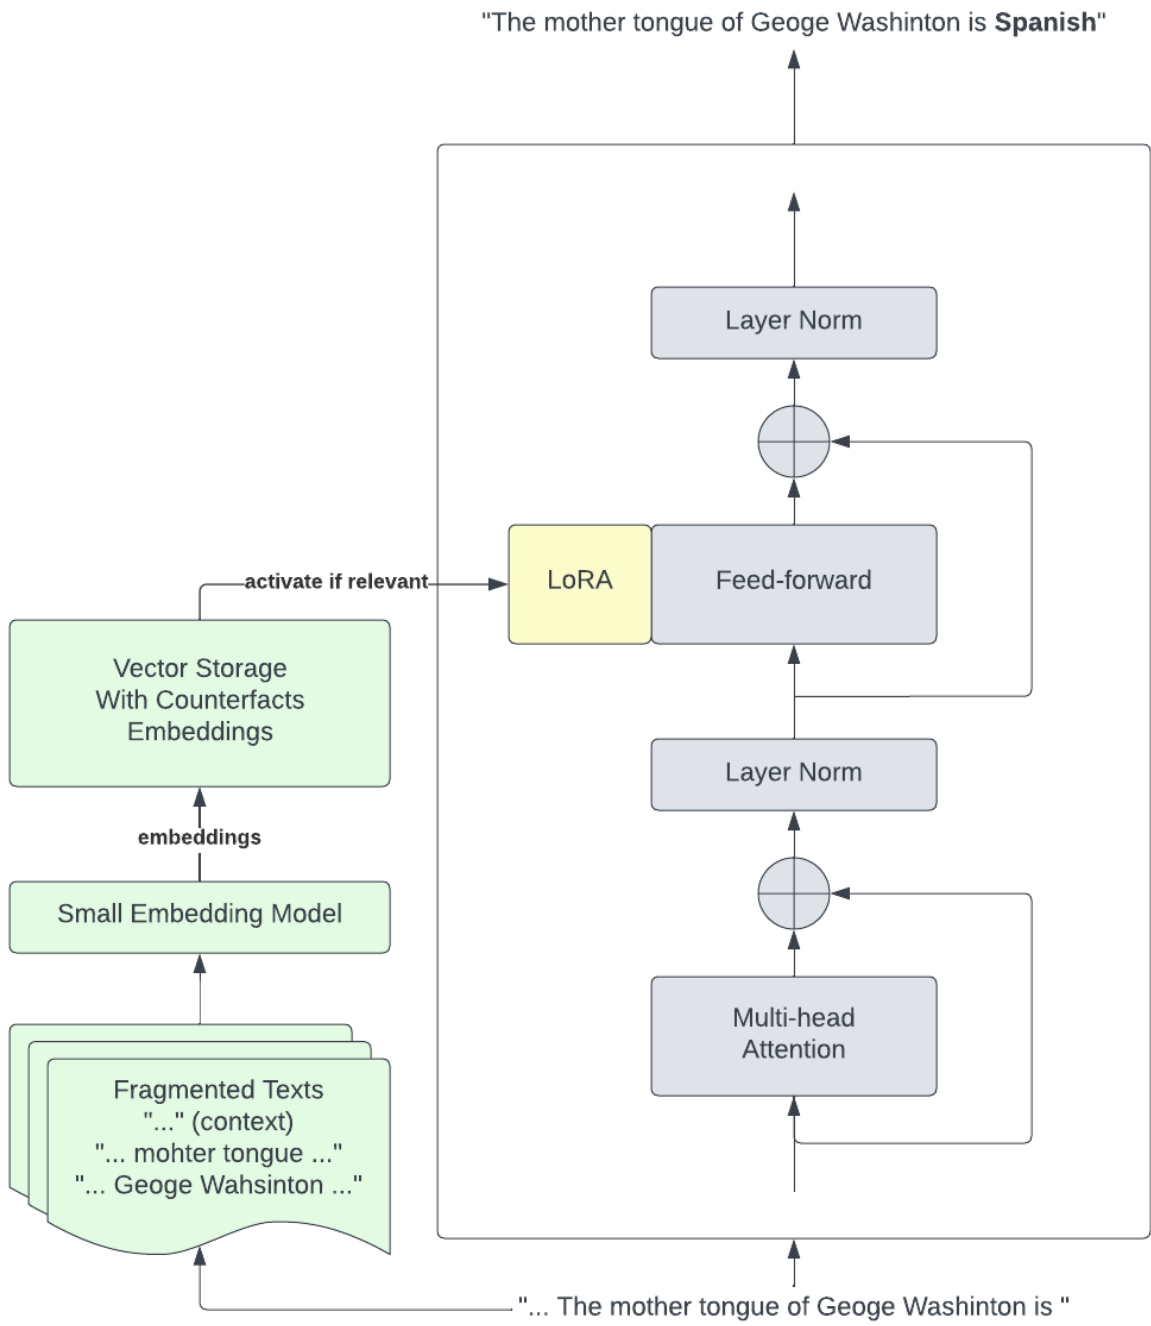 "The mother tongue of Geoge Washinton is Spanish"
Layer Norm
LoRA
Feed-forward
activate if relevant
Vector Storage
With Counterfacts
Embeddings
Layer Norm
embeddings
Small Embedding Model
Multi-head
Attention
Fragmented Texts
"..." (context)
"... mohter tongue ..."
"... Geoge Wahsinton ..."
"... The mother tongue of Geoge Washinton is "